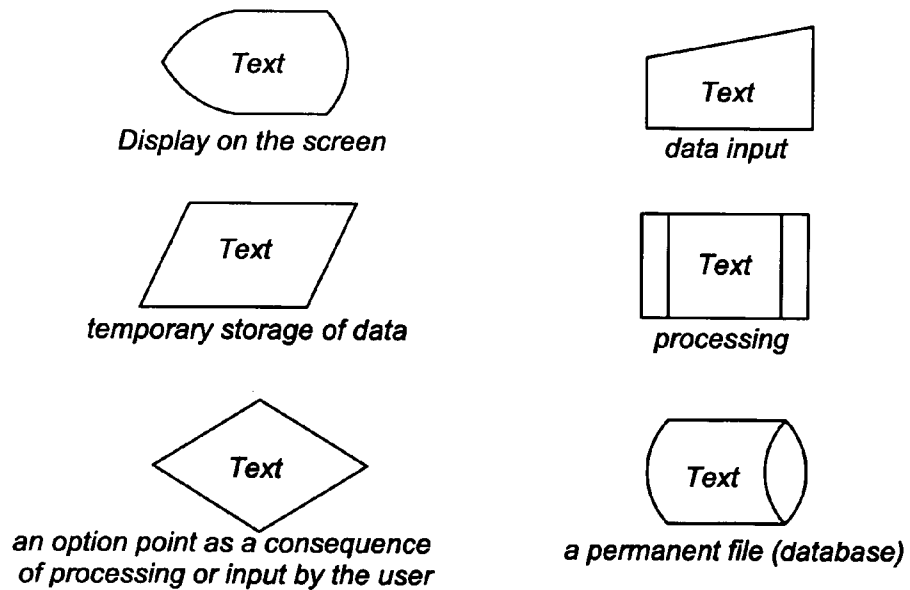 Text
Display on the screen
Text
data input
Text
temporary storage of data
Text
processing
Text
an option point as a consequence
of processing or input by the user
Text
a permanent file (database)